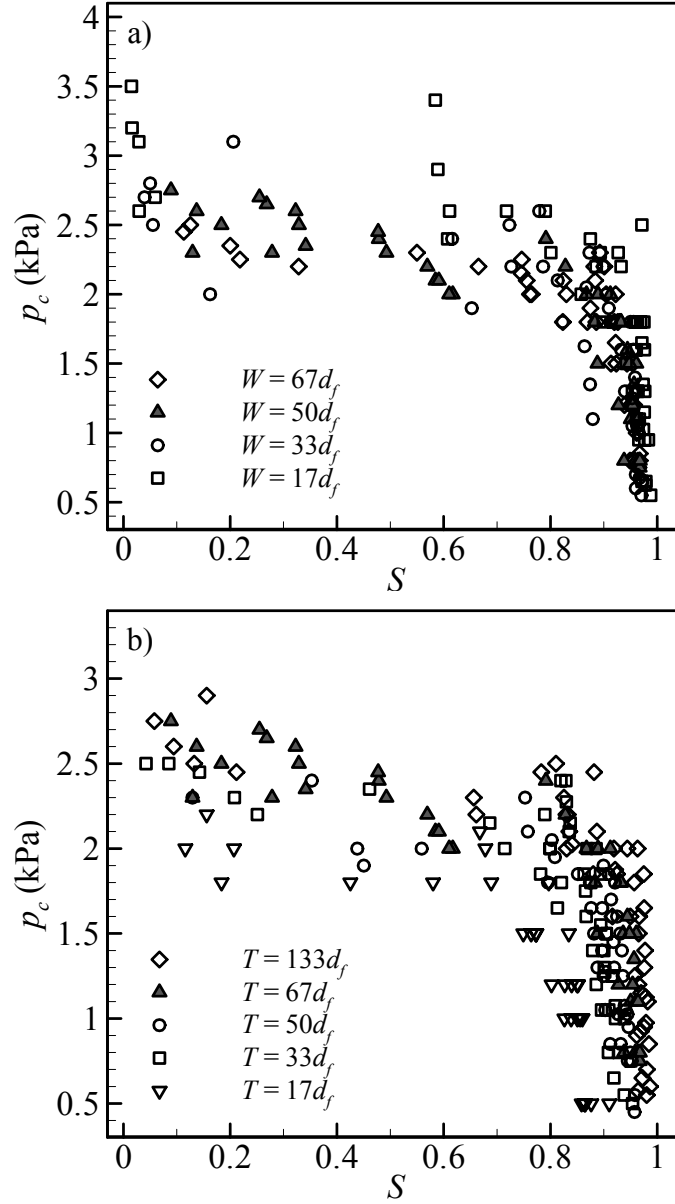 a)
4
3.5
3
2.5
2
1.5
1
0.5
p_c (kPa)
W = 67d_f
W = 50d_f
W = 33d_f
W = 17d_f
0 0.2 0.4 0.6 0.8 1
S
b)
3
2.5
2
1.5
1
0.5
p_c (kPa)
T = 133d_f
T = 67d_f
T = 50d_f
T = 33d_f
T = 17d_f
0 0.2 0.4 0.6 0.8 1
S